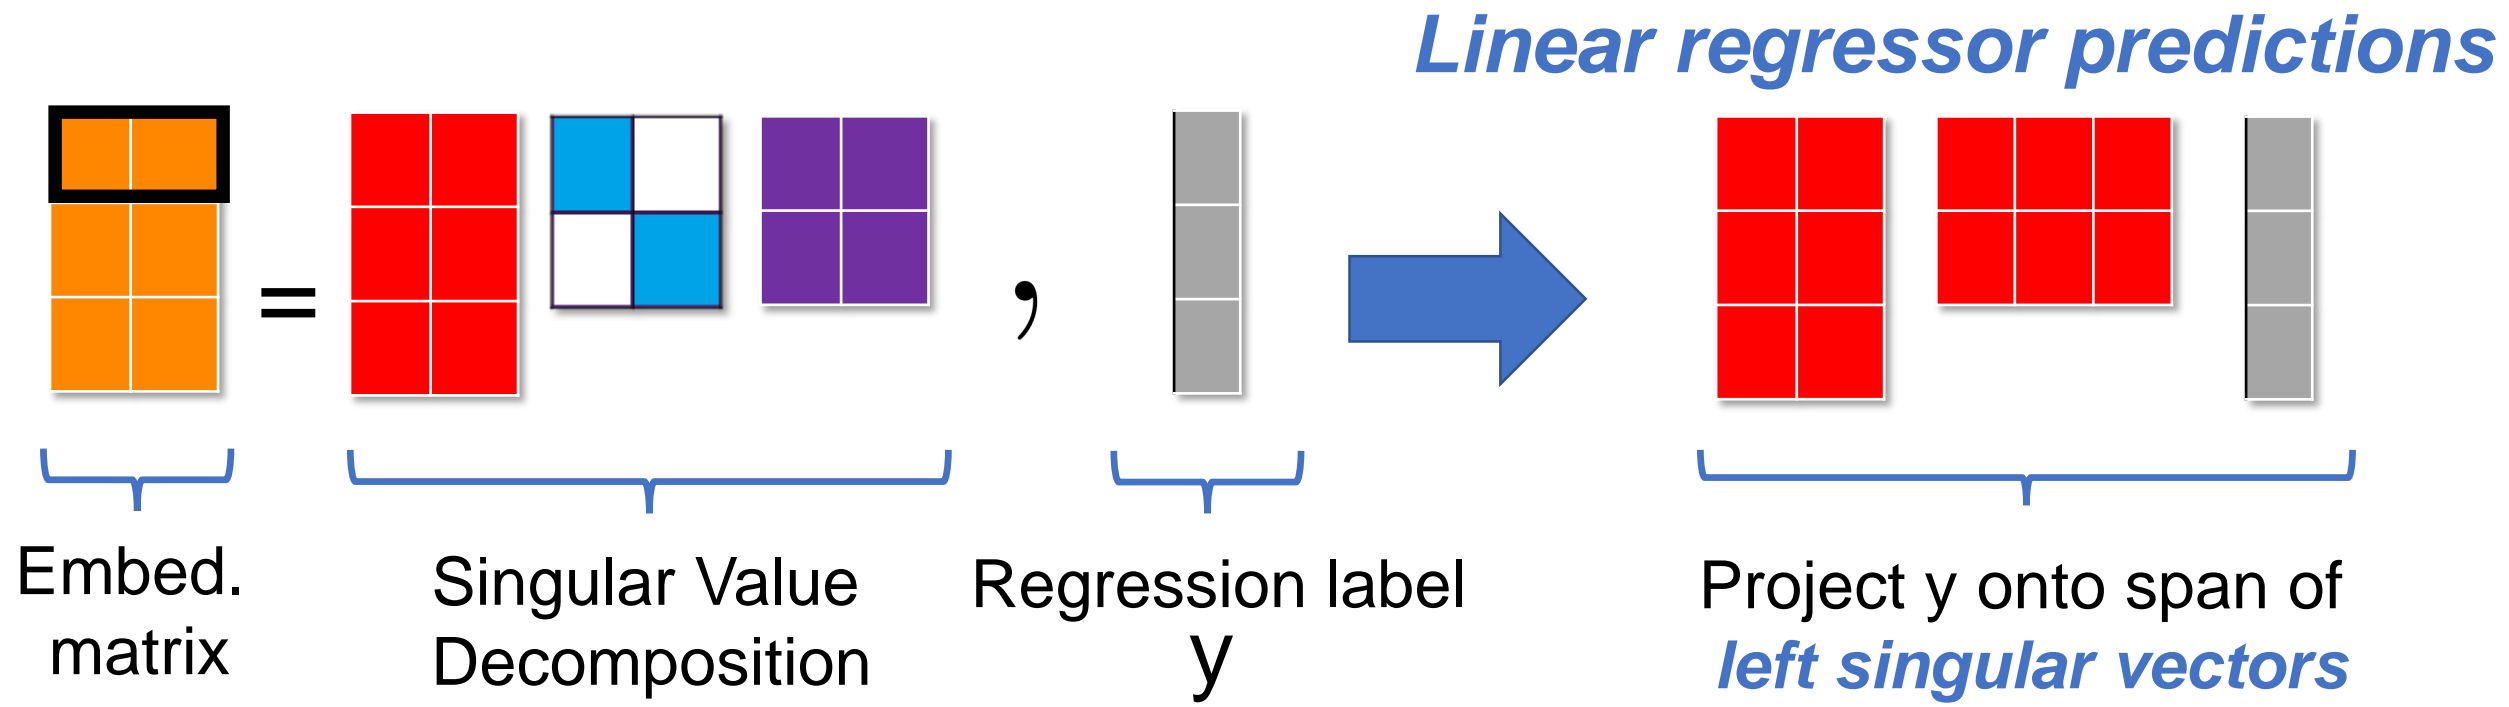 Linear regressor predictions
=
,
Embed.
matrix
Singular Value
Decomposition
Regression label
y
Project y onto span of
left singular vectors